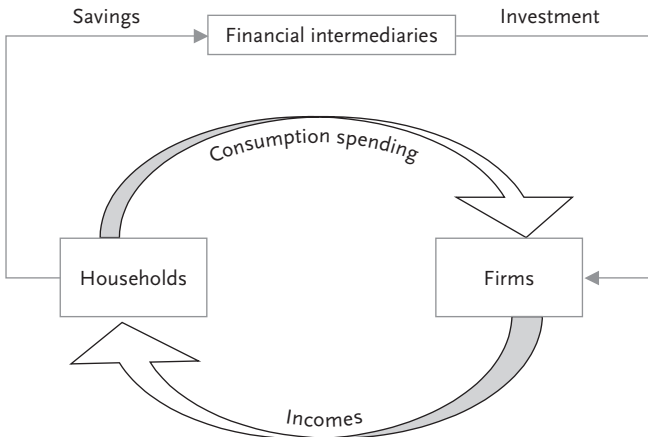 Savings
Financial intermediaries
Investment
Consumption spending
Households
Firms
Incomes